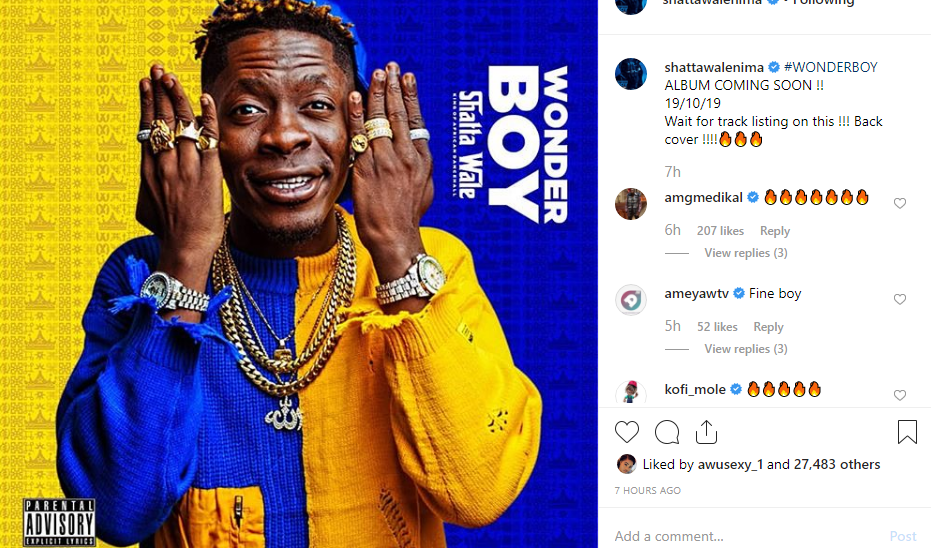 WONDER
BOY
Shatta Wale
KING OF AFRICAN DANCEHALL
PARENTAL
ADVISORY
EXPLICIT LYRICS
shattawalenima • Following
shattawalenima #WONDERBOY
ALBUM COMING SOON !!
19/10/19
Wait for track listing on this !!! Back
cover !!!!🔥🔥🔥
7h
amgmedikal 🔥🔥🔥🔥🔥🔥🔥
6h 207 likes Reply
View replies (3)
ameyawtv Fine boy
5h 52 likes Reply
View replies (3)
kofi_mole 🔥🔥🔥🔥🔥
Liked by awusexy_1 and 27,483 others
7 HOURS AGO
Add a comment... Post